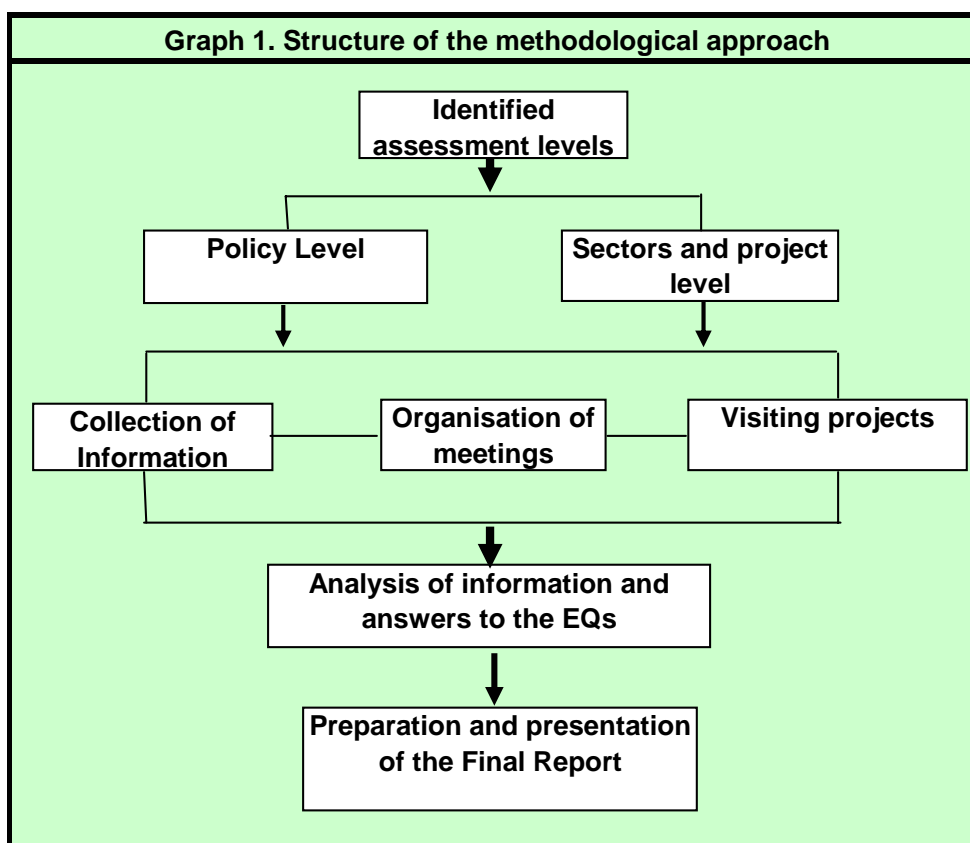 Graph 1. Structure of the methodological approach
Identified
assessment levels
Policy Level
Sectors and project
level
Collection of
Information
Organisation of
meetings
Visiting projects
Analysis of information and
answers to the EQs
Preparation and presentation
of the Final Report